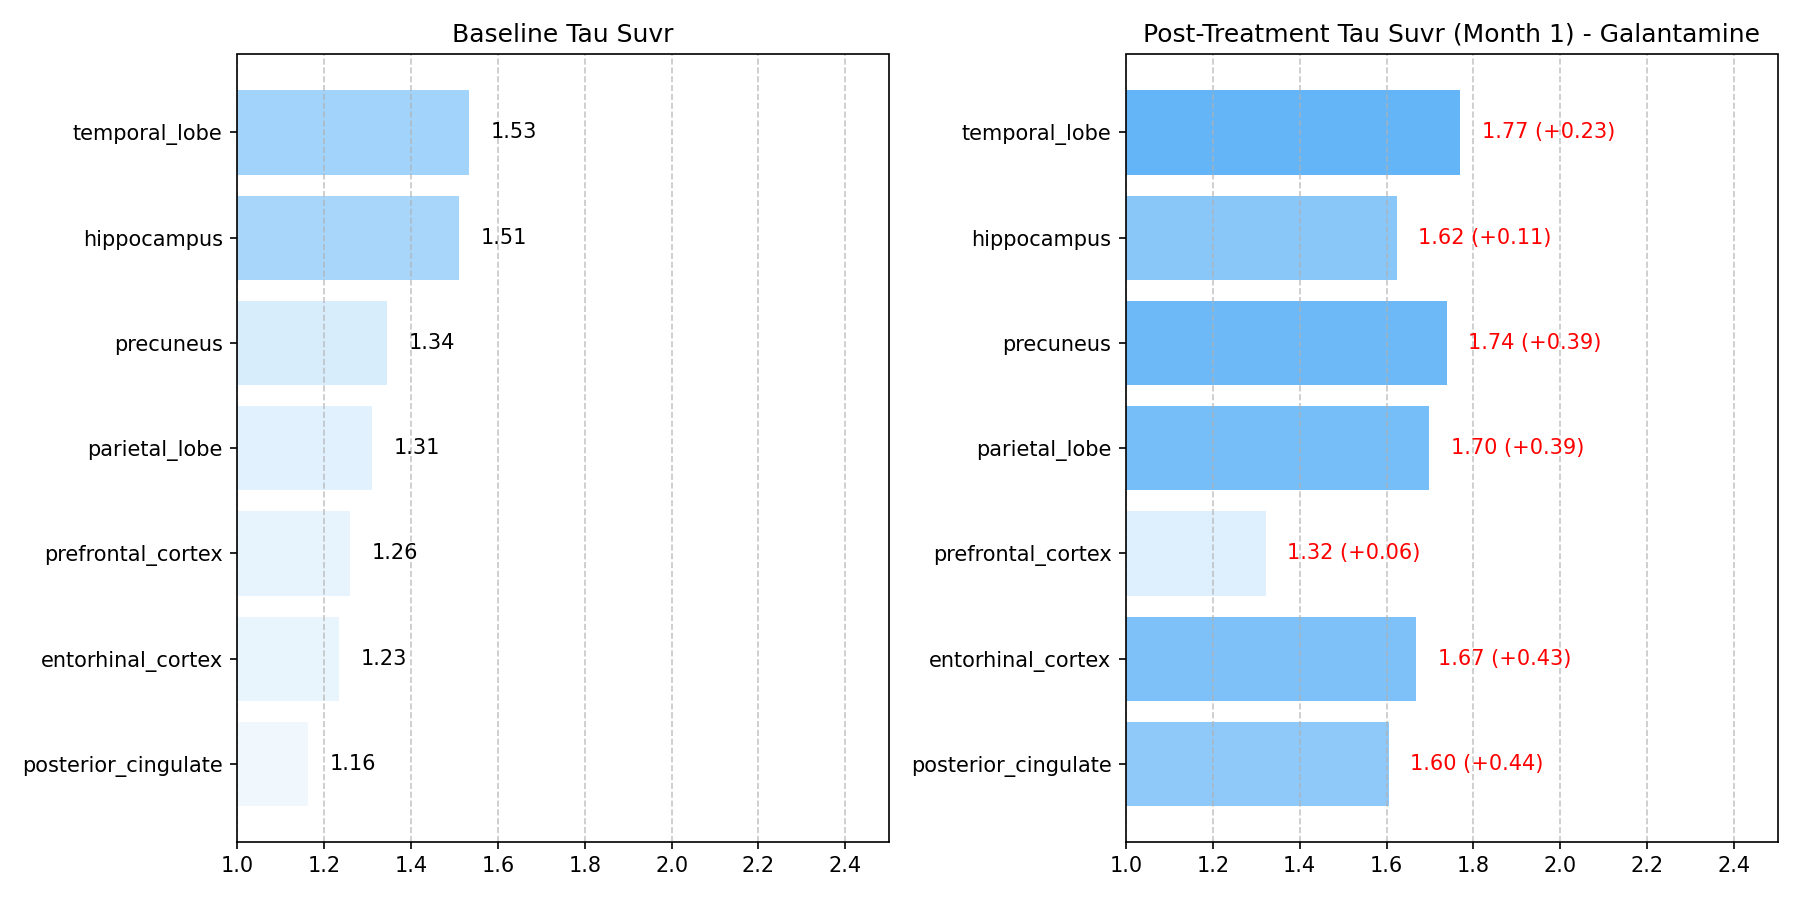 Baseline Tau Suvr
temporal_lobe
1.53
hippocampus
1.51
precuneus
1.34
parietal_lobe
1.31
prefrontal_cortex
1.26
entorhinal_cortex
1.23
posterior_cingulate
1.16
1.0 1.2 1.4 1.6 1.8 2.0 2.2 2.4
Post-Treatment Tau Suvr (Month 1) - Galantamine
temporal_lobe
1.77 (+0.23)
hippocampus
1.62 (+0.11)
precuneus
1.74 (+0.39)
parietal_lobe
1.70 (+0.39)
prefrontal_cortex
1.32 (+0.06)
entorhinal_cortex
1.67 (+0.43)
posterior_cingulate
1.60 (+0.44)
1.0 1.2 1.4 1.6 1.8 2.0 2.2 2.4